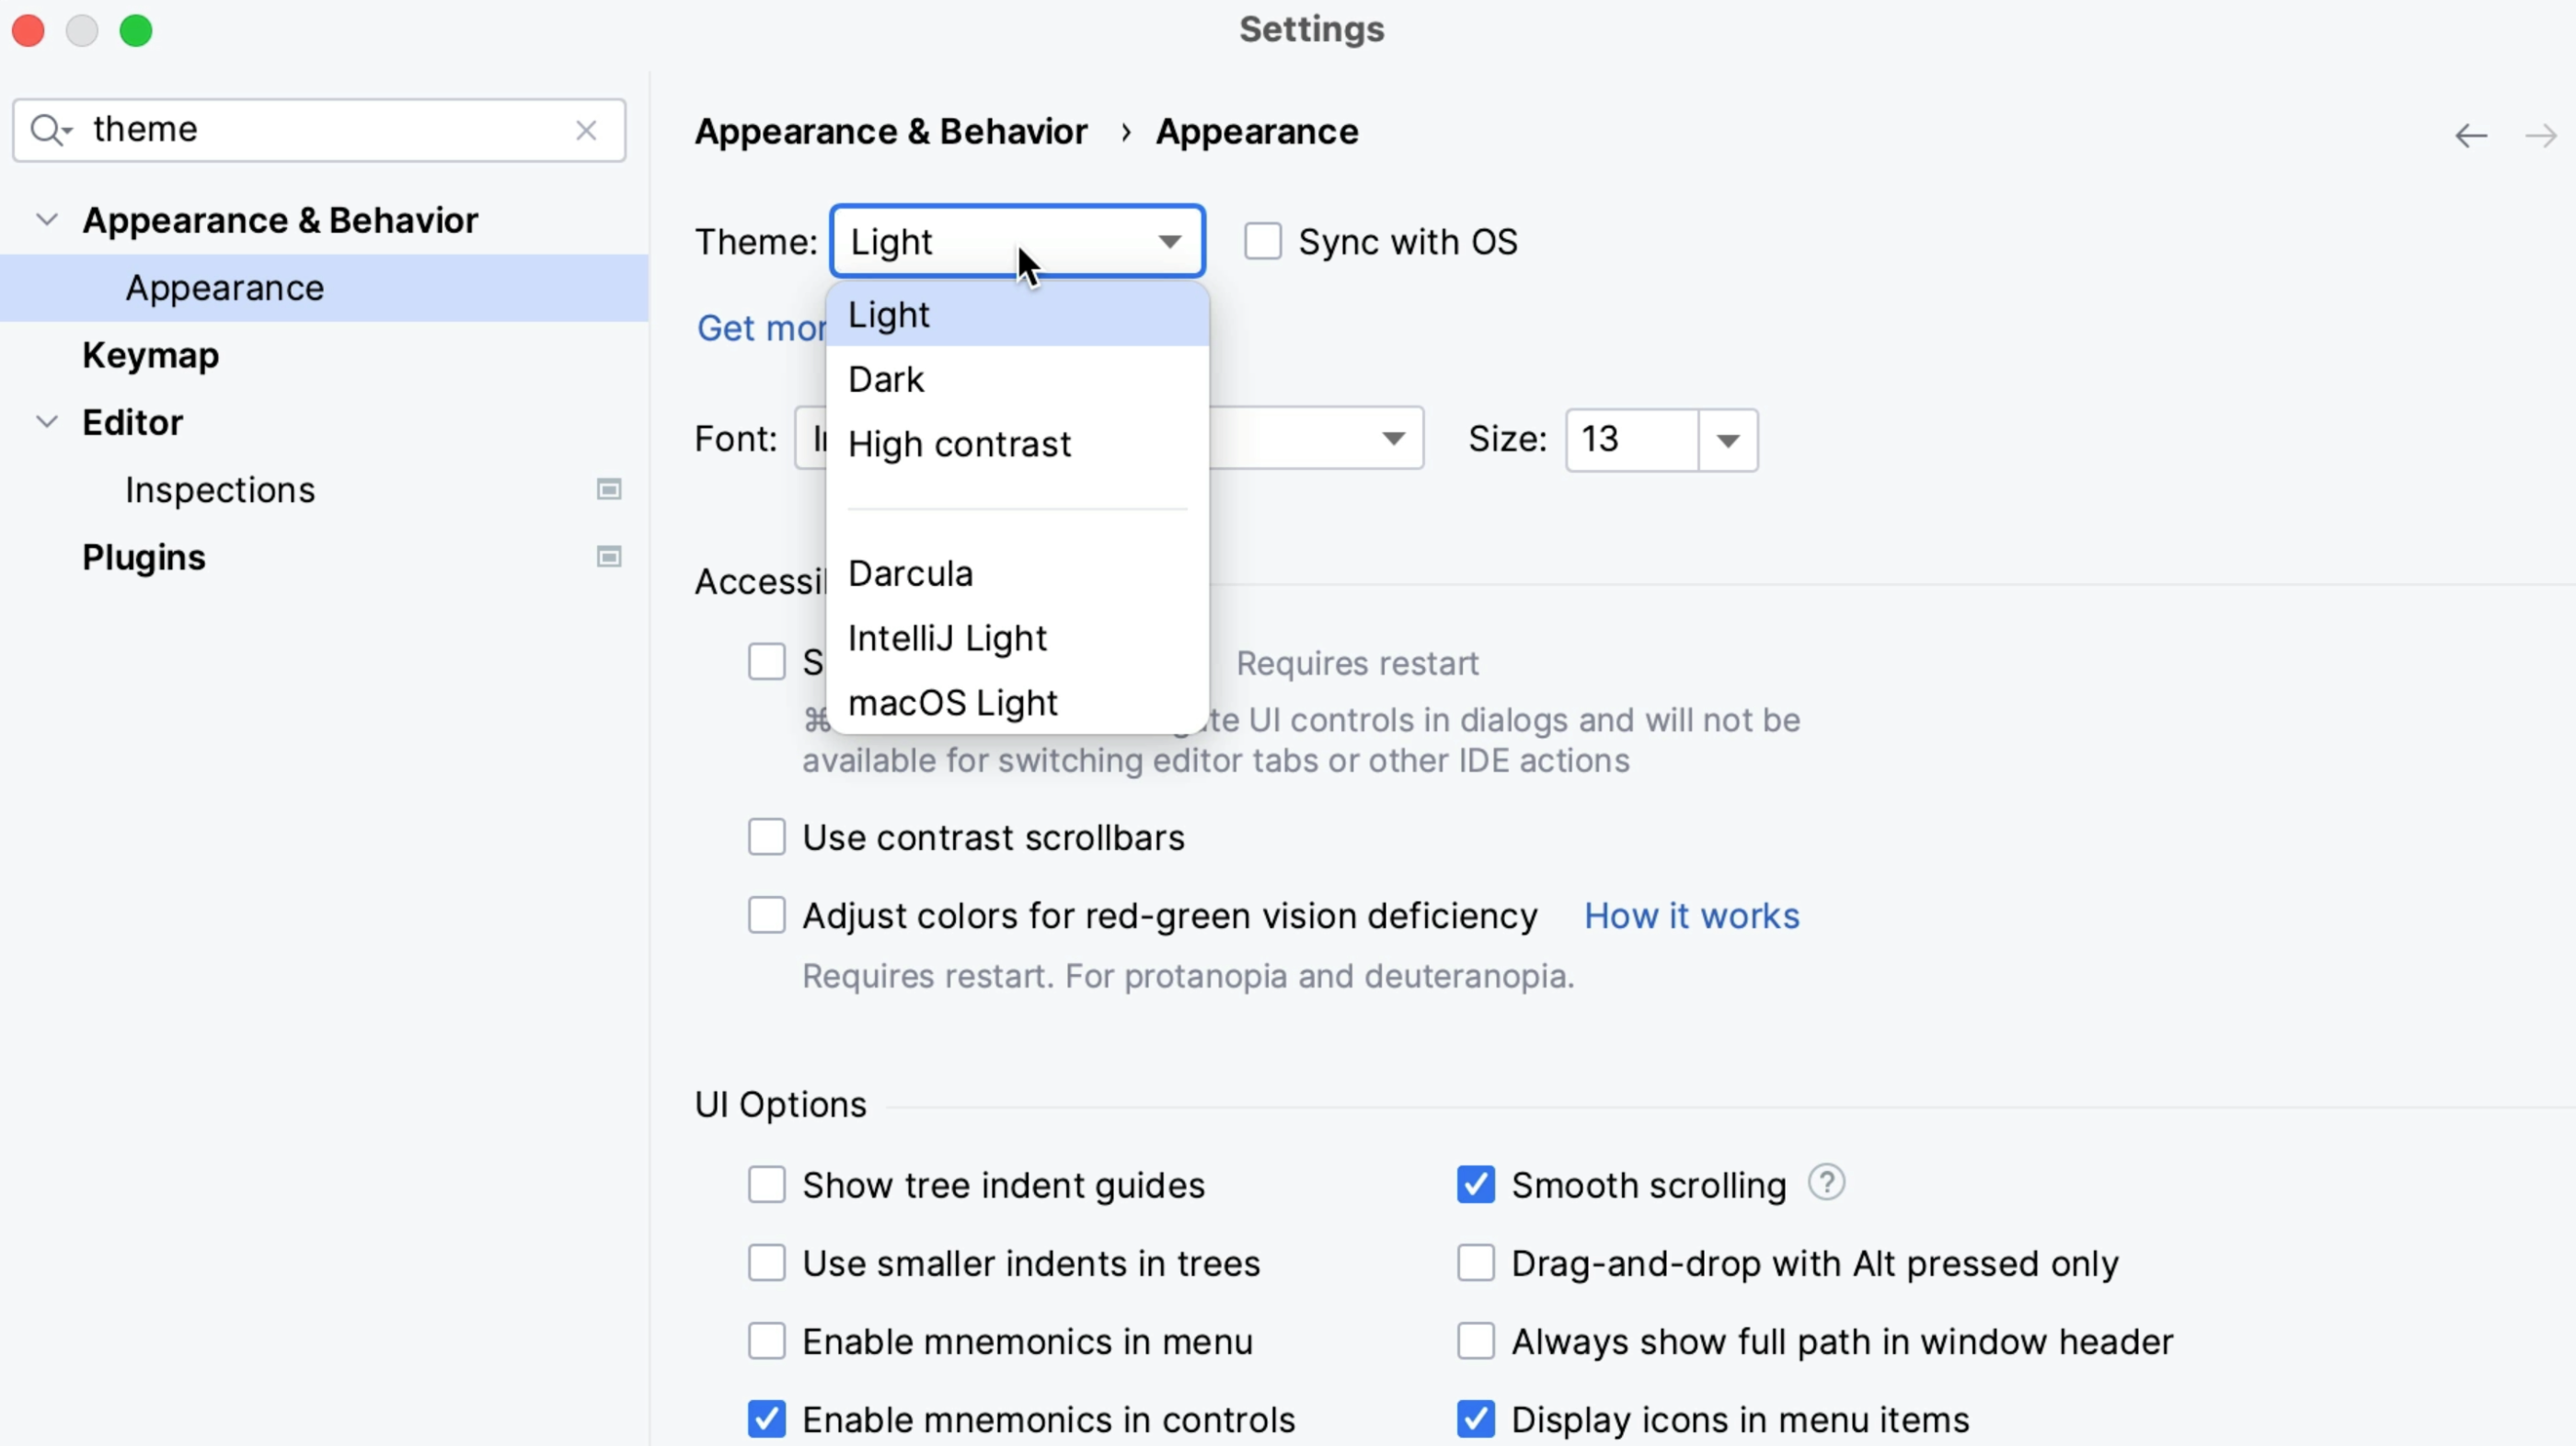 Settings
theme
Appearance & Behavior
Appearance
Keymap
Editor
Inspections
Plugins
Appearance & Behavior › Appearance
Theme: Light
Sync with OS
Light
Dark
High contrast
Darcula
IntelliJ Light
macOS Light
Get
Font:
Size: 13
Requires restart
UI controls in dialogs and will not be
available for switching editor tabs or other IDE actions
Use contrast scrollbars
Adjust colors for red-green vision deficiency How it works
Requires restart. For protanopia and deuteranopia.
UI Options
Show tree indent guides
Smooth scrolling ?
Use smaller indents in trees
Drag-and-drop with Alt pressed only
Enable mnemonics in menu
Always show full path in window header
Enable mnemonics in controls
Display icons in menu items